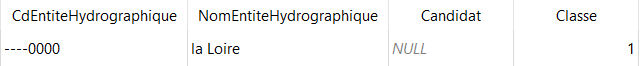 CdEntiteHydrographique NomEntiteHydrographique Candidat Classe
----0000 la Loire NULL 1